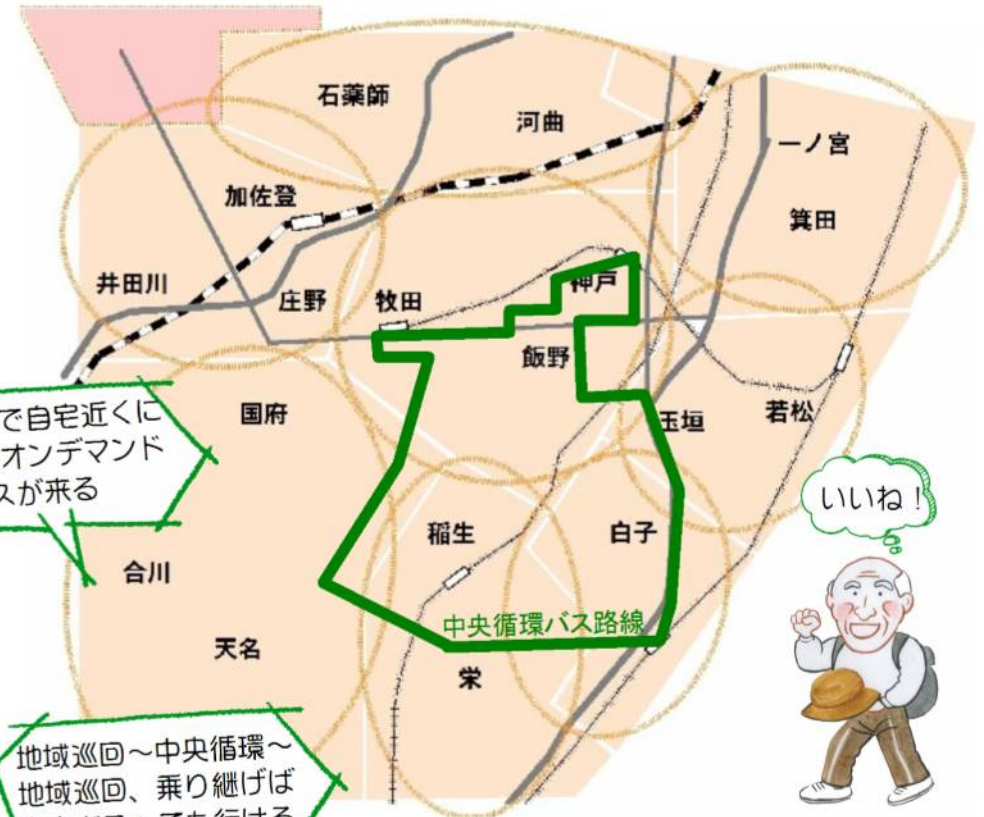 石薬師
河曲
一ノ宮
加佐登
箕田
井田川
庄野
牧田
神戸
飯野
で自宅近くに
オンデマンド
スが来る
国府
玉垣
若松
いいね！
稲生
白子
合川
中央循環バス路線
天名
栄
地域巡回～中央循環～
地域巡回、乗り継げば